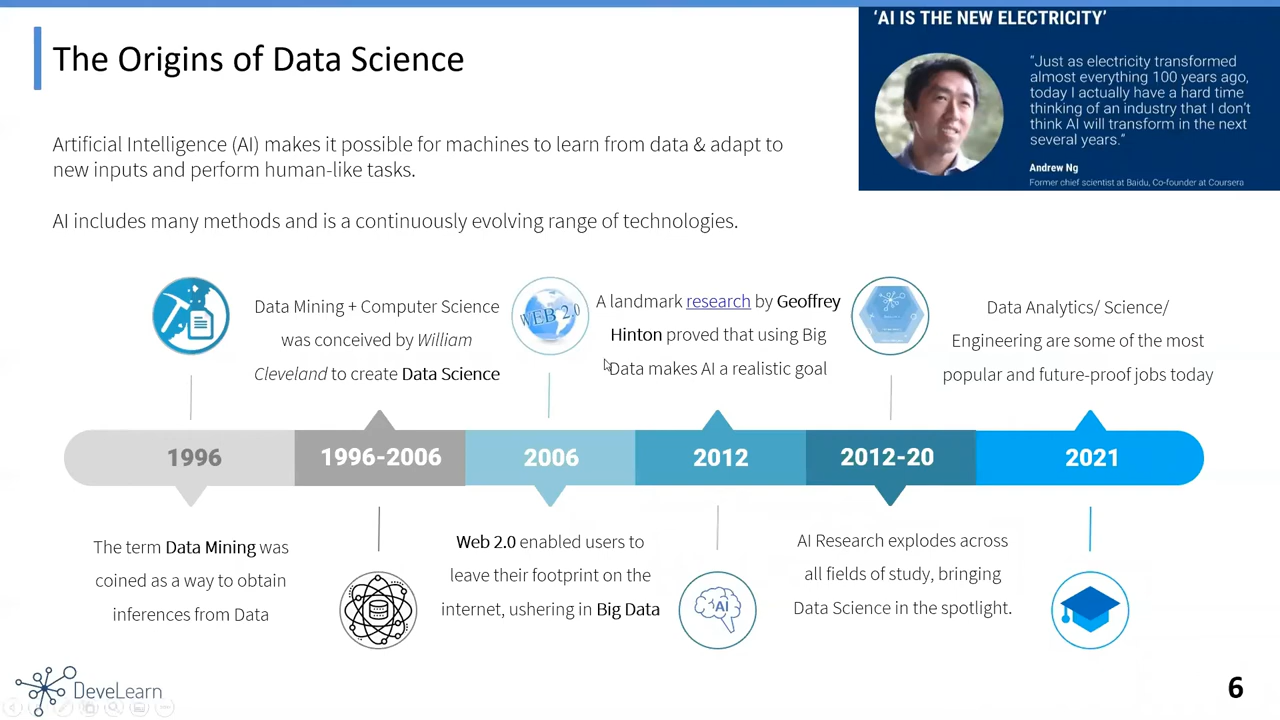 The Origins of Data Science
'AI IS THE NEW ELECTRICITY'
"Just as electricity transformed
almost everything 100 years ago,
today I actually have a hard time
thinking of an industry that I don't
think AI will transform in the next
several years."
Andrew Ng
Former chief scientist at Baidu, Co-founder at Coursera
Artificial Intelligence (AI) makes it possible for machines to learn from data & adapt to
new inputs and perform human-like tasks.
AI includes many methods and is a continuously evolving range of technologies.
Data Mining + Computer Science
was conceived by William
Cleveland to create Data Science
WEB 2.0
A landmark research by Geoffrey
Hinton proved that using Big
Data makes AI a realistic goal
Data Analytics/ Science/
Engineering are some of the most
popular and future-proof jobs today
1996
1996-2006
2006
2012
2012-20
2021
The term Data Mining was
coined as a way to obtain
inferences from Data
Web 2.0 enabled users to
leave their footprint on the
internet, ushering in Big Data
AI
AI Research explodes across
all fields of study, bringing
Data Science in the spotlight.
DeveLearn
6